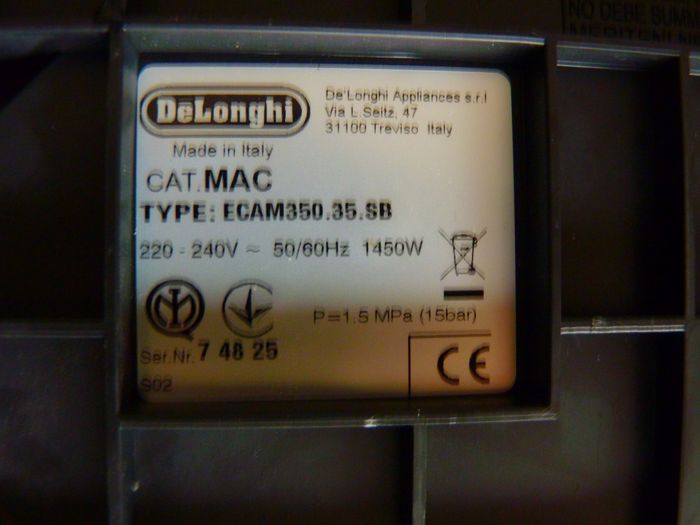 NO DEBE SUM
DeLonghi
De'Longhi Appliances s.r.l
Via L.Seitz, 47
31100 Treviso Italy
Made in Italy
CAT.MAC
TYPE: ECAM350.35.SB
220 - 240V ~ 50/60Hz 1450W
P=1.5 MPa (15bar)
Ser.Nr. 7 48 25
S02
CE